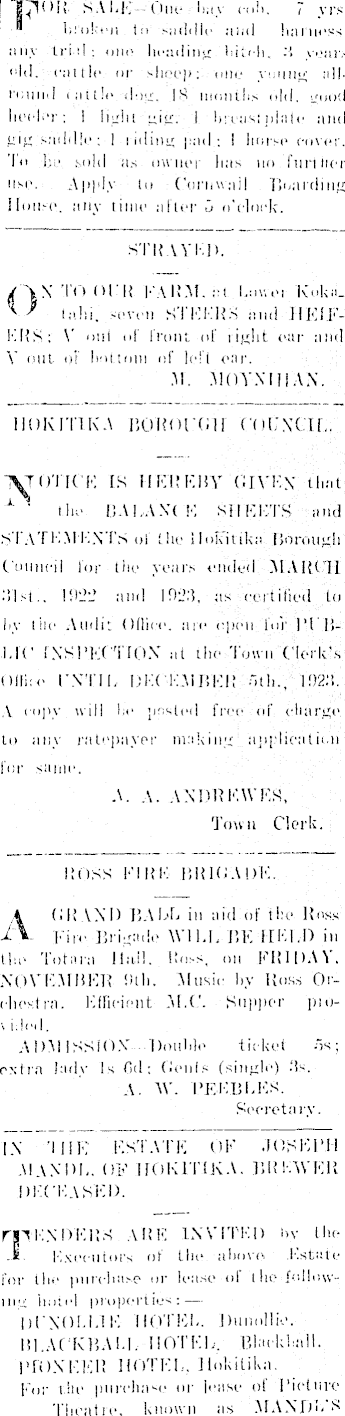 FOR SALE—One bay cob, 7 yrs
broken to saddle and harness
any trial; one heading bitch, 3 years
old, cattle or sheep; one young all-
round cattle dog, 18 months old, good
heeler; 1 light gig, 1 breastplate and
gig saddle; 1 riding pad; 1 horse cover.
To be sold as owner has no further
use. Apply to Cornwall Boarding
House, any time after 5 o'clock.
STRAYED.
ON TO OUR FARM, at Lower Koka-
tahi, seven STEERS and HEIF-
ERS; V out of front of right ear and
V out of bottom of left ear.
M. MOYNIHAN.
HOKITIKA BOROUGH COUNCIL.
NOTICE IS HEREBY GIVEN that
the BALANCE SHEETS and
STATEMENTS of the Hokitika Borough
Council for the years ended MARCH
31st., 1922 and 1923, as certified to
by the Audit Office, are open for PUB-
LIC INSPECTION at the Town Clerk's
Office UNTIL DECEMBER 5th., 1923.
A copy will be posted free of charge
to any ratepayer making application
for same.
A. A. ANDREWES,
Town Clerk.
ROSS FIRE BRIGADE.
A GRAND BALL in aid of the Ross
Fire Brigade WILL BE HELD in
the Totara Hall, Ross, on FRIDAY,
NOVEMBER 9th. Music by Ross Or-
chestra. Efficient M.C. Supper pro-
vided.
ADMISSION—Double ticket 5s;
extra lady 1s 6d; Gents (single) 3s.
A. W. PEEBLES,
Secretary.
IN THE ESTATE OF JOSEPH
MANDL, OF HOKITIKA, BREWER
DECEASED.
TENDERS ARE INVITED by the
Executors of the above Estate
for the purchase or lease of the follow-
ing hotel properties:—
DUNOLLIE HOTEL, Dunollie.
BLACKBALL HOTEL, Blackball.
PIONEER HOTEL, Hokitika.
For the purchase or lease of Picture
Theatre, known as MANDL'S